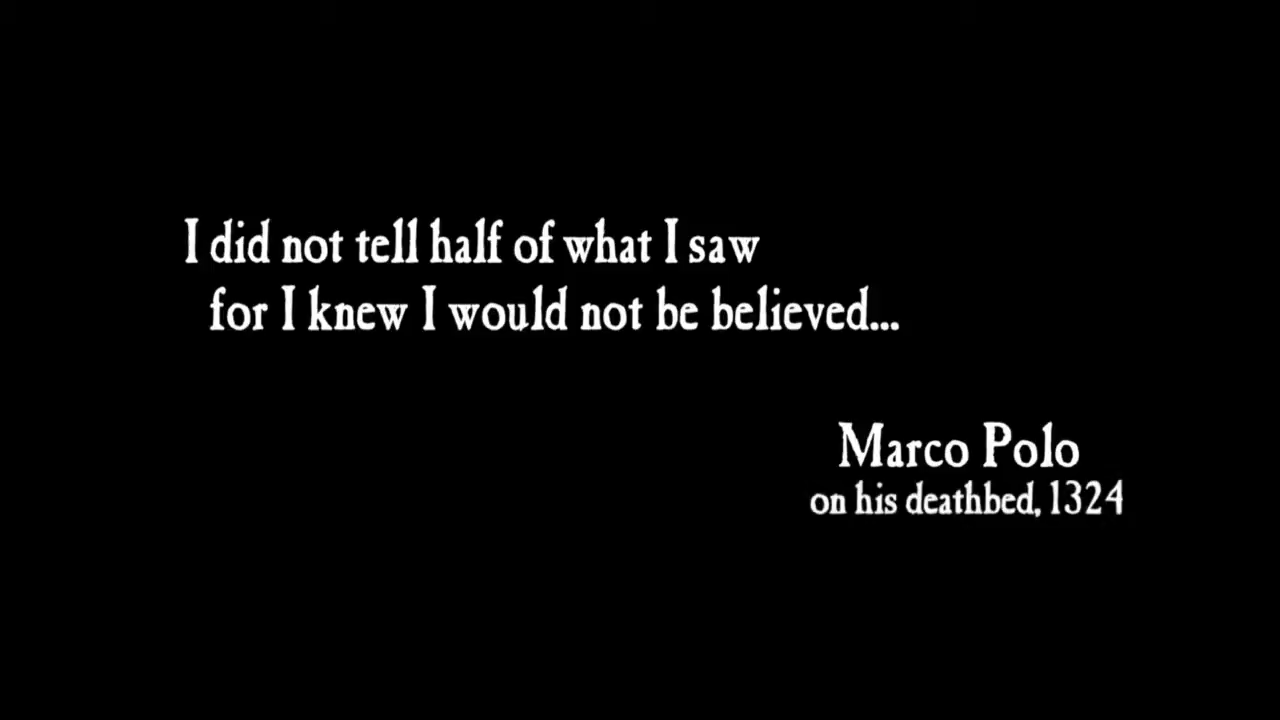 I did not tell half of what I saw
for I knew I would not be believed...
Marco Polo
on his deathbed, 1324